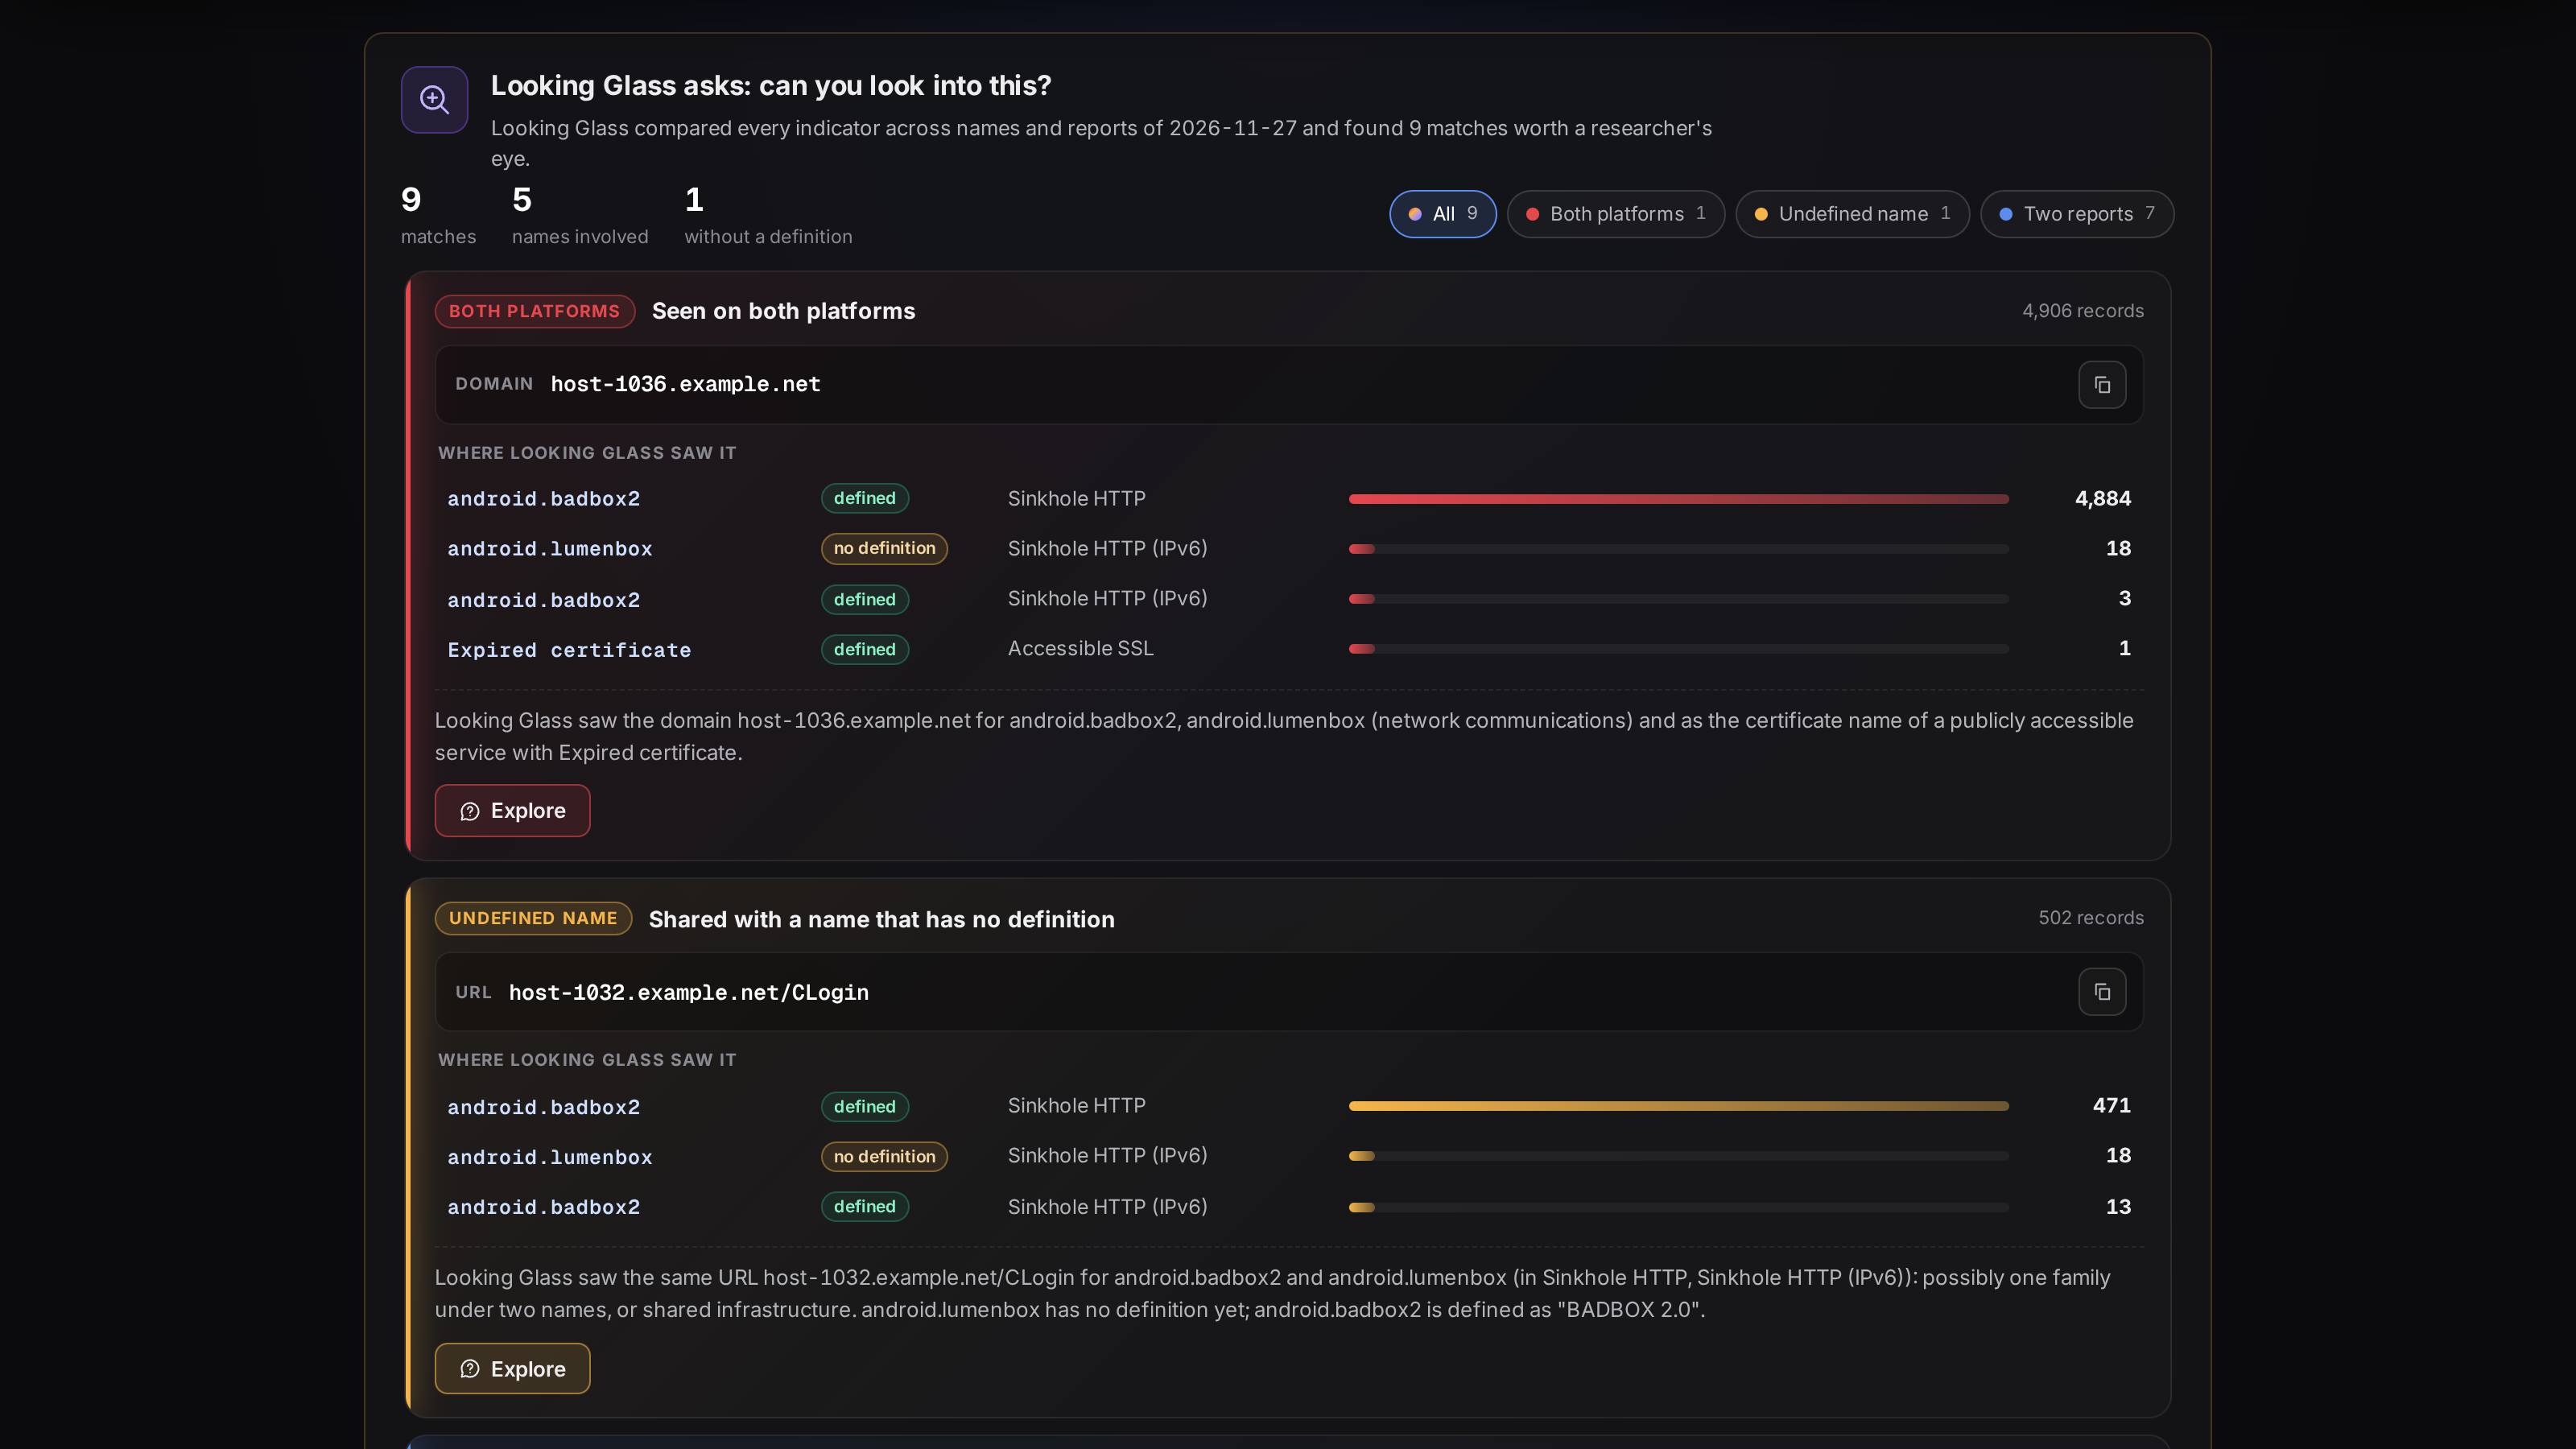 Looking Glass asks: can you look into this?
Looking Glass compared every indicator across names and reports of 2026-11-27 and found 9 matches worth a researcher's
eye.
9 matches
5 names involved
1 without a definition
All 9
Both platforms 1
Undefined name 1
Two reports 7
BOTH PLATFORMS Seen on both platforms 4,906 records
DOMAIN host-1036.example.net
WHERE LOOKING GLASS SAW IT
android.badbox2 defined Sinkhole HTTP 4,884
android.lumenbox no definition Sinkhole HTTP (IPv6) 18
android.badbox2 defined Sinkhole HTTP (IPv6) 3
Expired certificate defined Accessible SSL 1
Looking Glass saw the domain host-1036.example.net for android.badbox2, android.lumenbox (network communications) and as the certificate name of a publicly accessible
service with Expired certificate.
Explore
UNDEFINED NAME Shared with a name that has no definition 502 records
URL host-1032.example.net/CLogin
WHERE LOOKING GLASS SAW IT
android.badbox2 defined Sinkhole HTTP 471
android.lumenbox no definition Sinkhole HTTP (IPv6) 18
android.badbox2 defined Sinkhole HTTP (IPv6) 13
Looking Glass saw the same URL host-1032.example.net/CLogin for android.badbox2 and android.lumenbox (in Sinkhole HTTP, Sinkhole HTTP (IPv6)): possibly one family
under two names, or shared infrastructure. android.lumenbox has no definition yet; android.badbox2 is defined as "BADBOX 2.0".
Explore